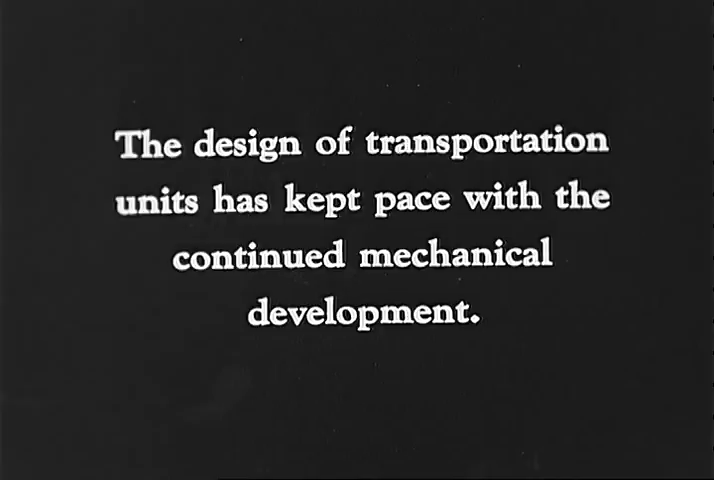 The design of transportation
units has kept pace with the
continued mechanical
development.